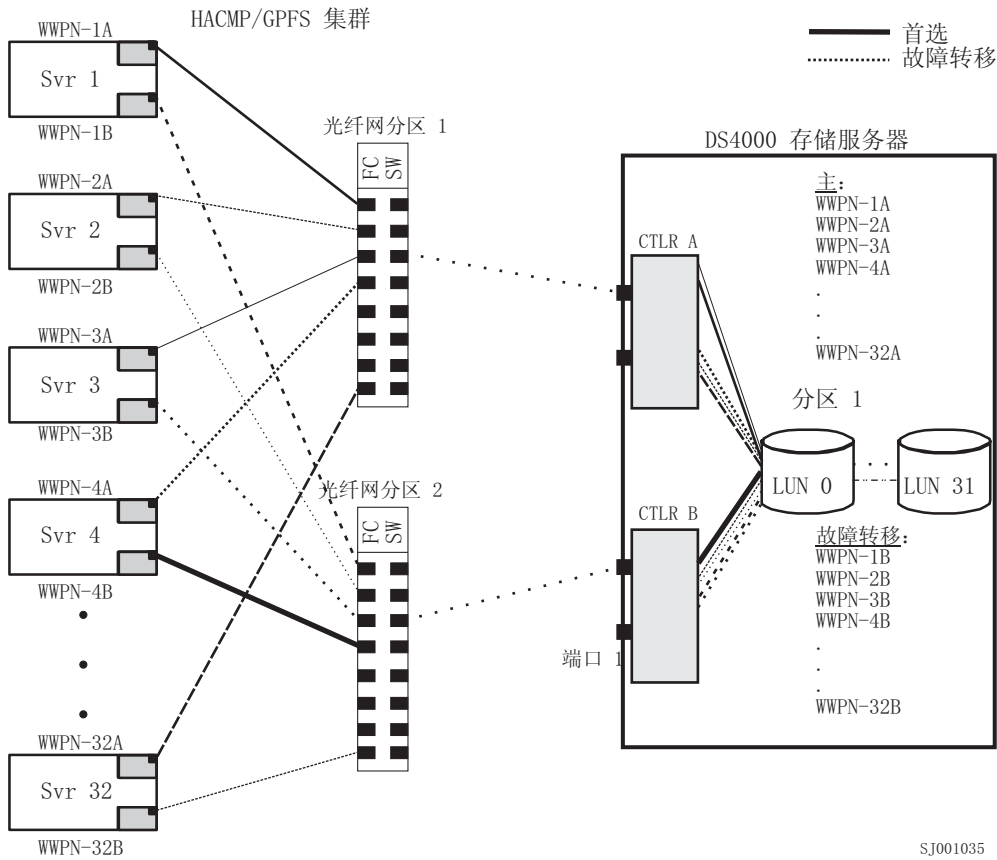 HACMP/GPFS 集群
首选
故障转移
WWPN-1A
Svr 1
WWPN-1B
WWPN-2A
Svr 2
WWPN-2B
WWPN-3A
Svr 3
WWPN-3B
WWPN-4A
Svr 4
WWPN-4B
WWPN-32A
Svr 32
WWPN-32B
光纤网分区 1
FC
SW
光纤网分区 2
FC
SW
DS4000 存储服务器
主:
WWPN-1A
WWPN-2A
WWPN-3A
WWPN-4A
.
.
.
WWPN-32A
CTLR A
分区 1
LUN 0
LUN 31
CTLR B
端口 1
故障转移:
WWPN-1B
WWPN-2B
WWPN-3B
WWPN-4B
.
.
.
WWPN-32B
SJ001035